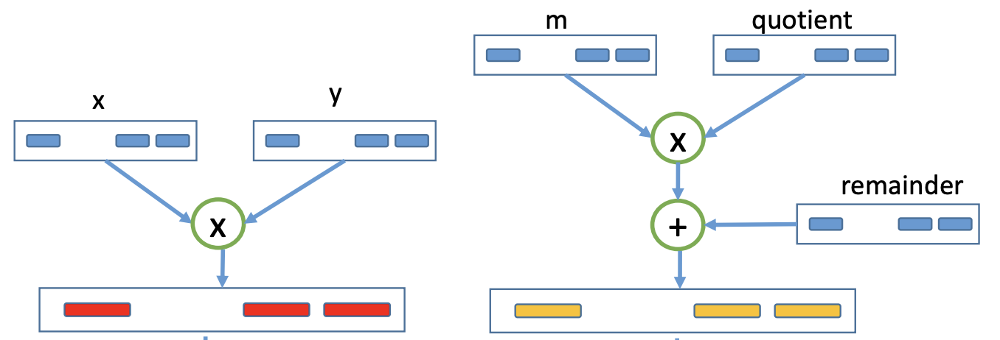 x
y
x
m
quotient
x
remainder
+